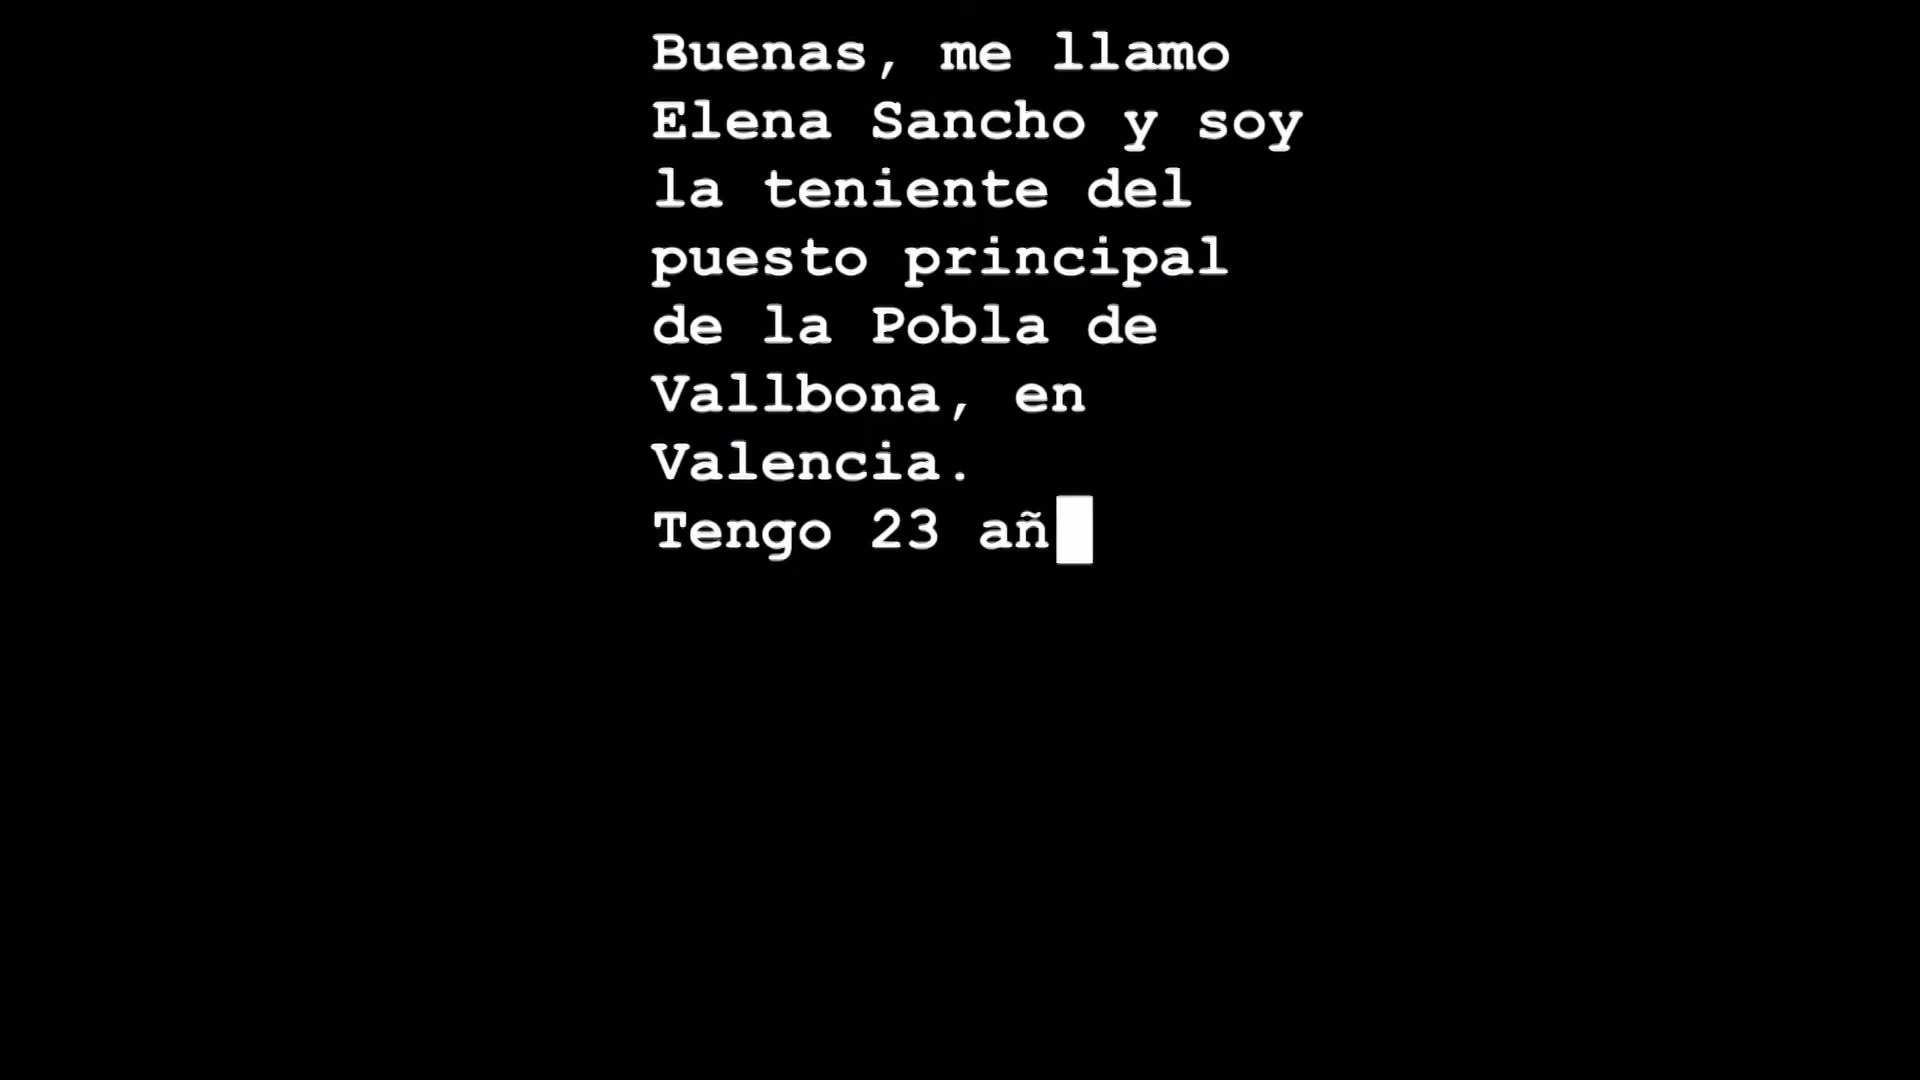 Buenas, me llamo
Elena Sancho y soy
la teniente del
puesto principal
de la Pobla de
Vallbona, en
Valencia.
Tengo 23 añ